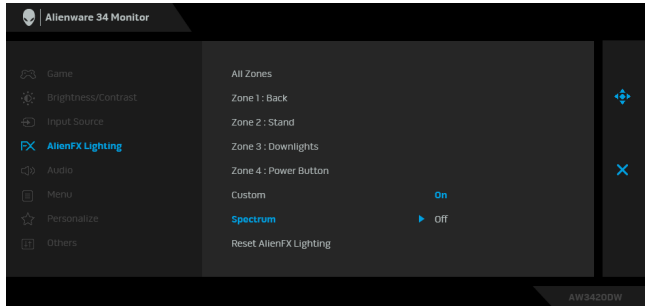 Alienware 34 Monitor
Game
Brightness/Contrast
Input Source
FX AlienFX Lighting
Audio
Menu
Personalize
Others
All Zones
Zone 1 : Back
Zone 2 : Stand
Zone 3 : Downlights
Zone 4 : Power Button
Custom On
Spectrum Off
Reset AlienFX Lighting
AW3420DW